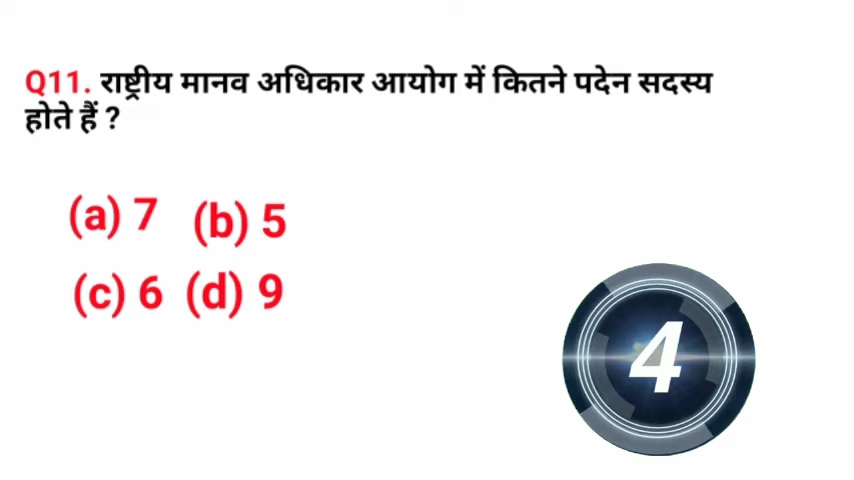 Q11. राष्ट्रीय मानव अधिकार आयोग में कितने पदेन सदस्य
होते हैं ?
(a) 7 (b) 5
(c) 6 (d) 9
4